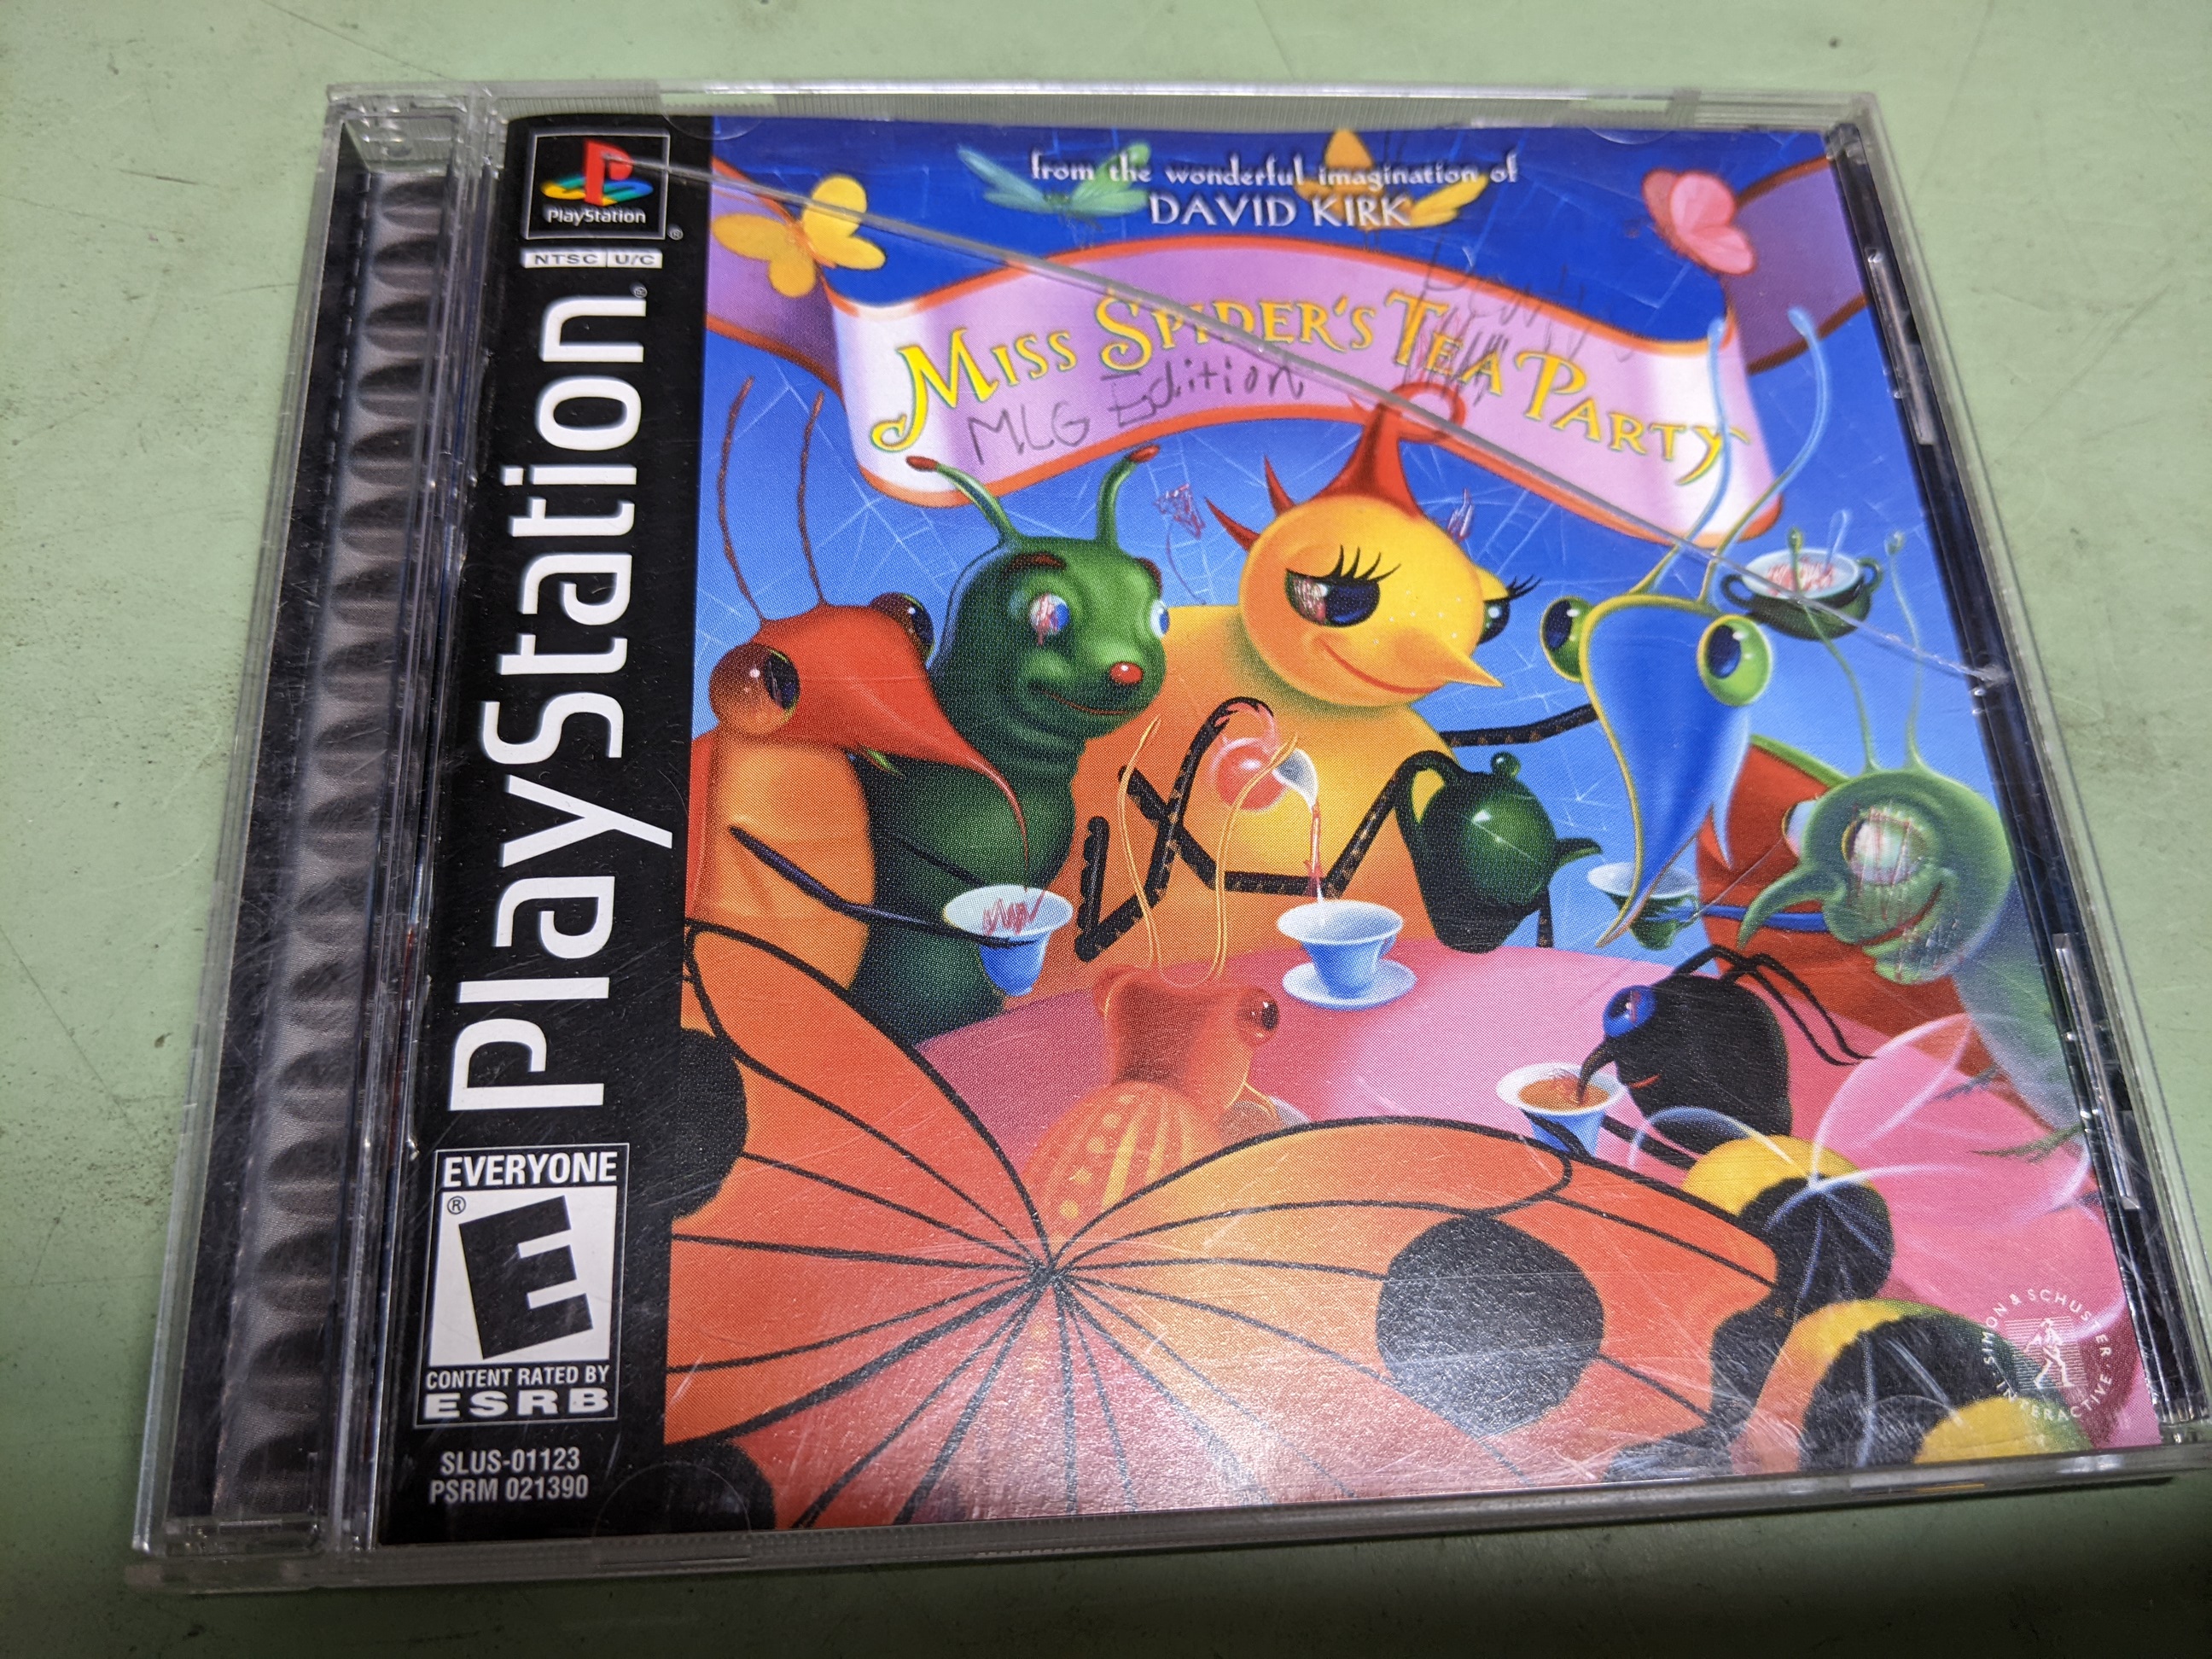 PlayStation
®
NTSC U/C
PlayStation®
from the wonderful imagination of
DAVID KIRK
MISS SPIDER'S TEA PARTY
MLG Edition
EVERYONE
®
E
CONTENT RATED BY
ESRB
SLUS-01123
PSRM 021390
SIMON & SCHUSTER INTERACTIVE